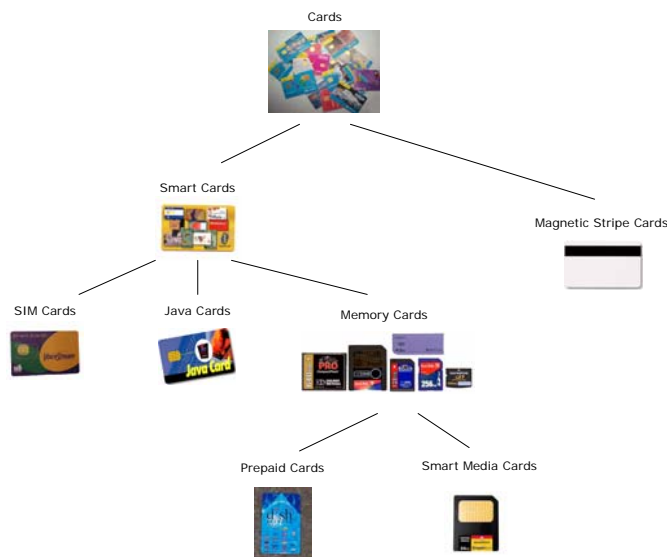 Cards
Smart Cards
Magnetic Stripe Cards
SIM Cards
Java Cards
Memory Cards
Java Card
PRO
256
Prepaid Cards
Smart Media Cards